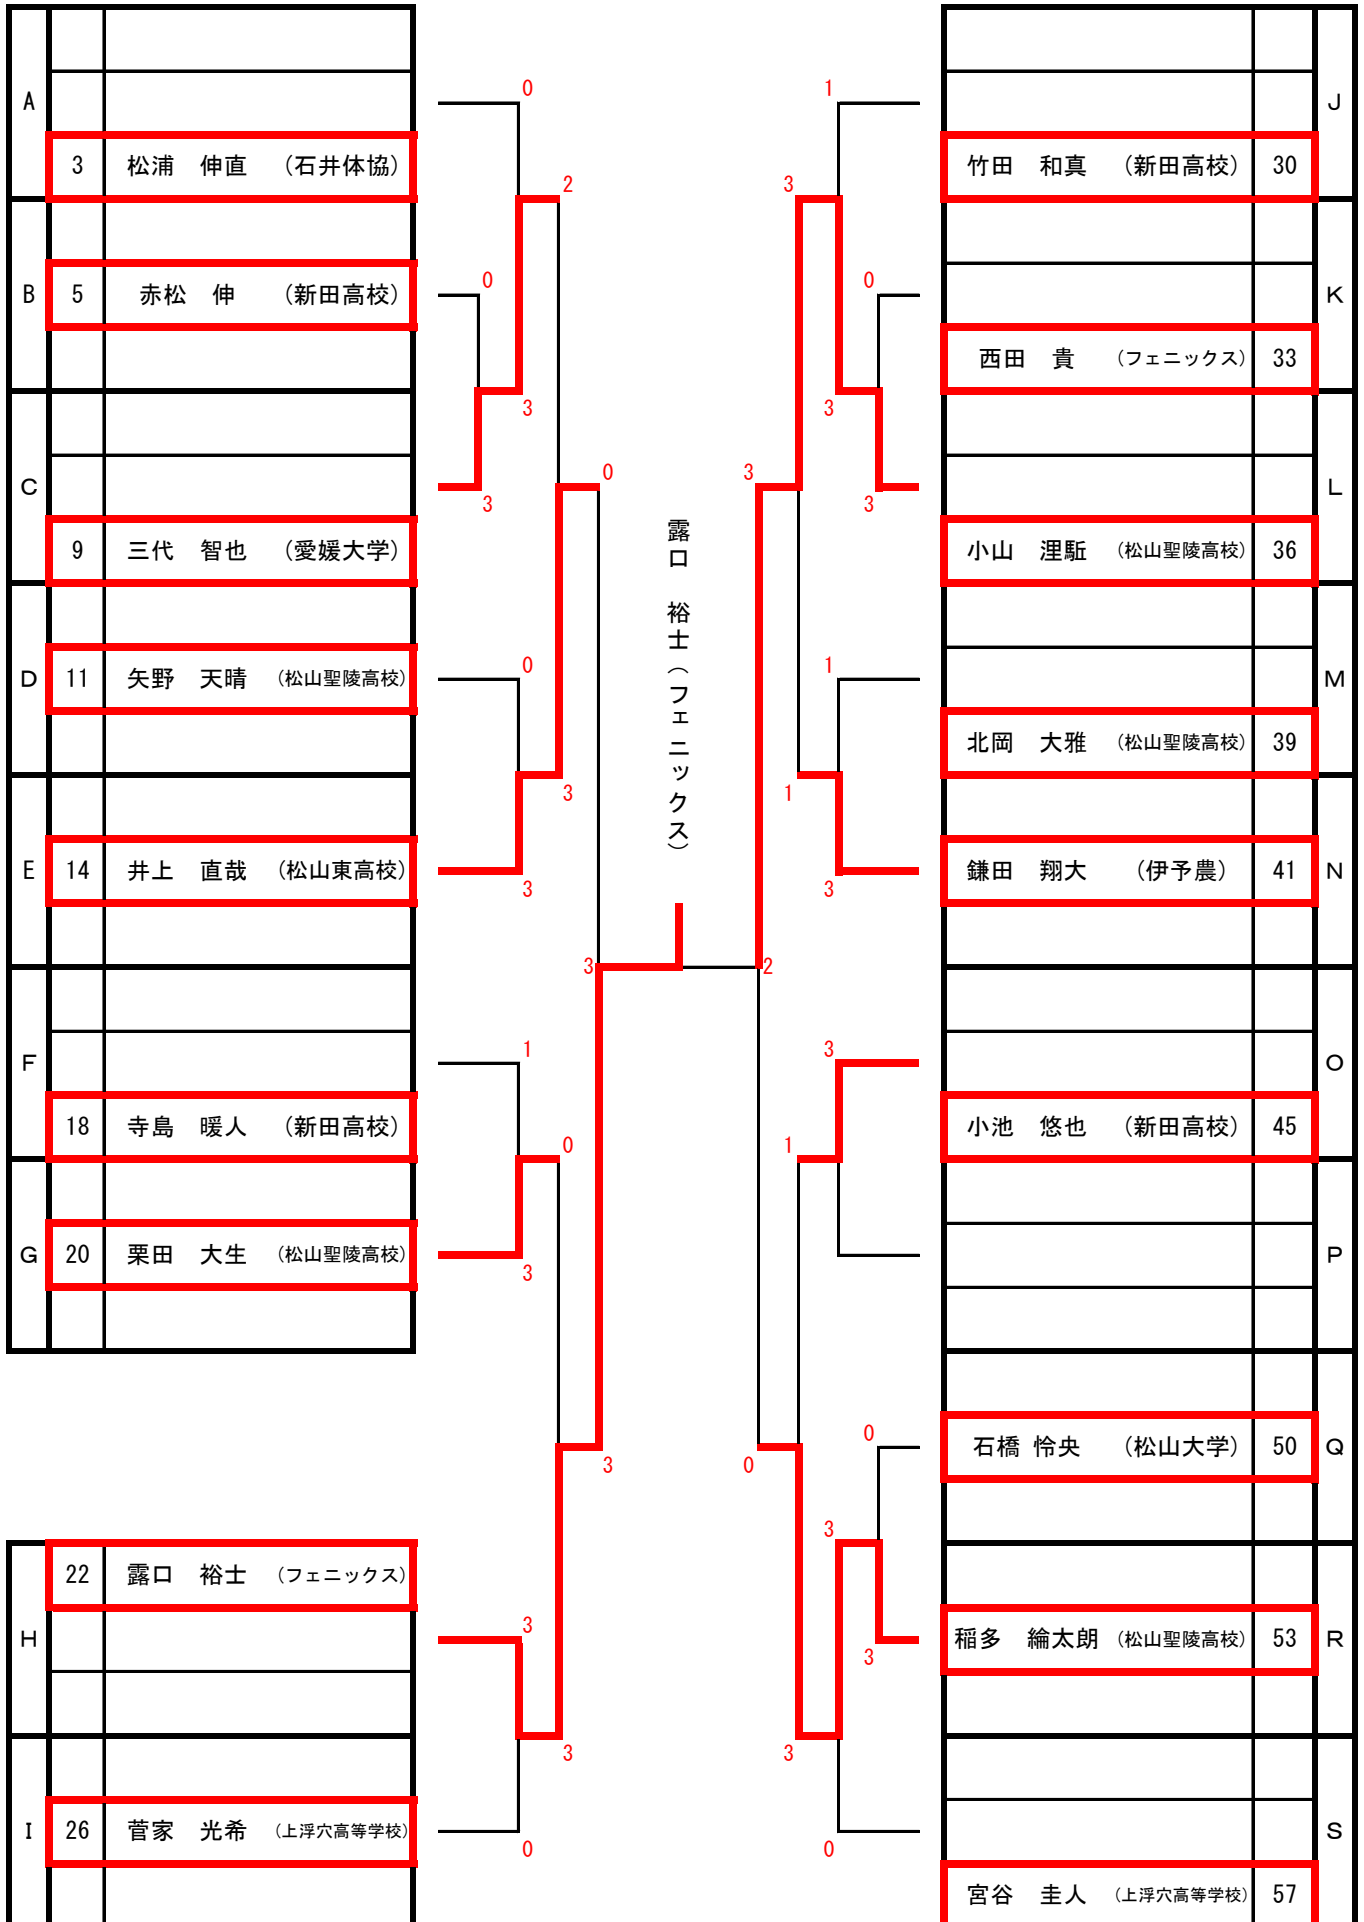 A
3 松浦 伸直 (石井体協)
B
5 赤松 伸 (新田高校)
C
9 三代 智也 (愛媛大学)
D
11 矢野 天晴 (松山聖陵高校)
E
14 井上 直哉 (松山東高校)
F
18 寺島 暖人 (新田高校)
G
20 栗田 大生 (松山聖陵高校)
H
22 露口 裕士 (フェニックス)
I
26 菅家 光希 (上浮穴高等学校)
0
2
0
3
3
0
0
3
3
1
0
3
3
3
3
3
0
露口 裕士(フェニックス)
1
3
0
3
3
3
1
1
3
2
3
1
0
0
3
3
3
0
J
竹田 和真 (新田高校) 30
K
西田 貴 (フェニックス) 33
L
小山 浬駈 (松山聖陵高校) 36
M
北岡 大雅 (松山聖陵高校) 39
N
鎌田 翔大 (伊予農) 41
O
小池 悠也 (新田高校) 45
P
Q
石橋 怜央 (松山大学) 50
R
稲多 綸太朗 (松山聖陵高校) 53
S
宮谷 圭人 (上浮穴高等学校) 57